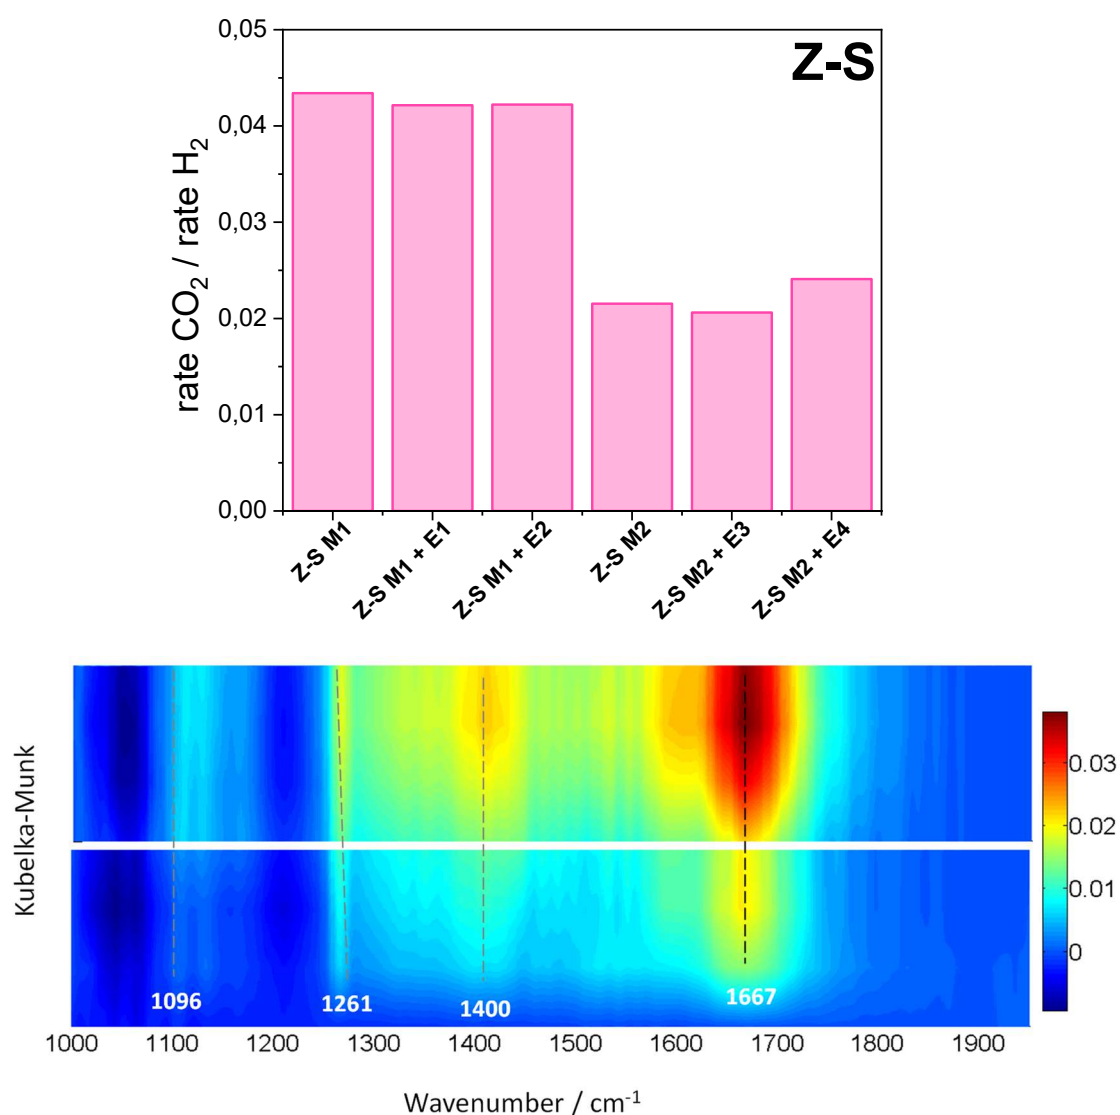 Z-S
rate CO₂ / rate H₂
0,05
0,04
0,03
0,02
0,01
0,00
Z-S M1
Z-S M1 + E1
Z-S M1 + E2
Z-S M2
Z-S M2 + E3
Z-S M2 + E4
Kubelka-Munk
1096
1261
1400
1667
0.03
0.02
0.01
0
1000 1100 1200 1300 1400 1500 1600 1700 1800 1900
Wavenumber / cm⁻¹